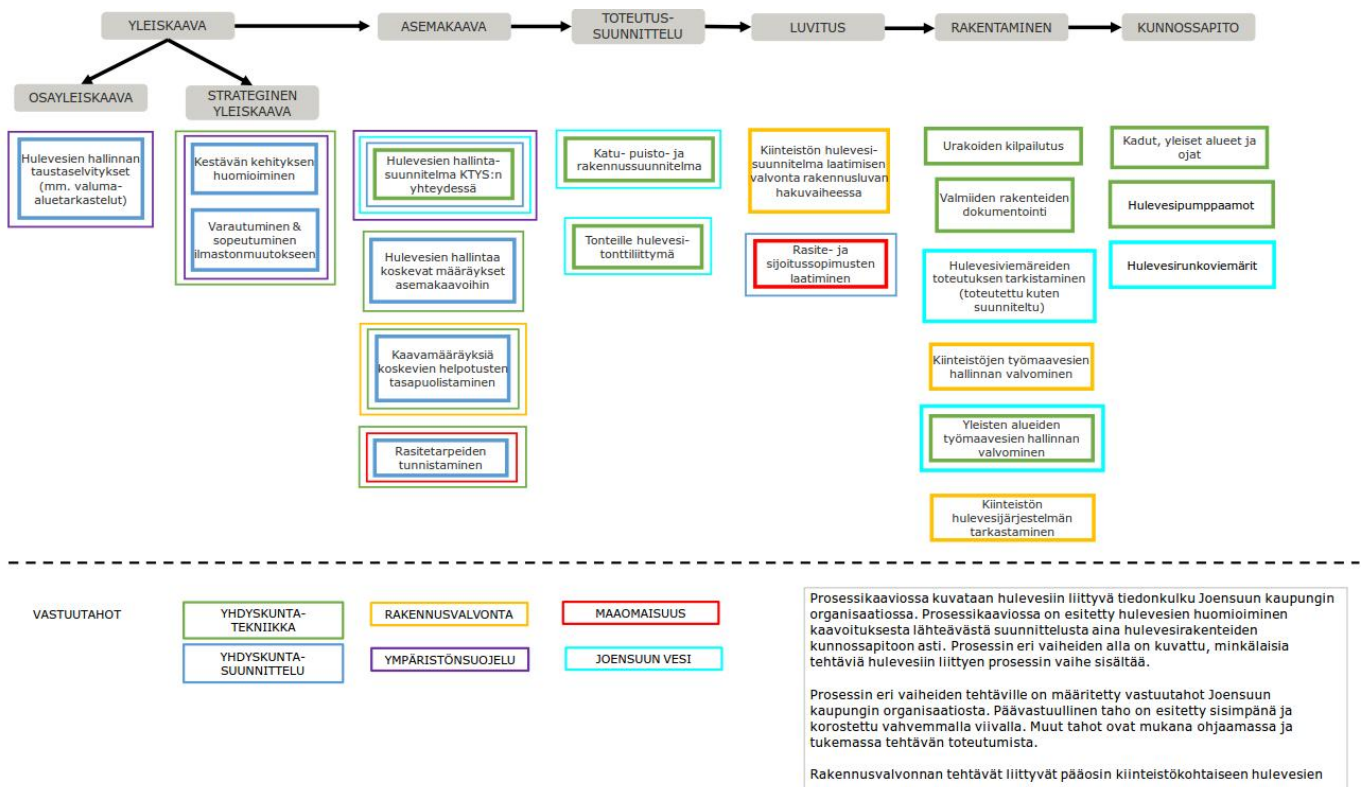 YLEISKAAVA
ASEMAKAAVA
TOTEUTUS-
SUUNNITTELU
LUVITUS
RAKENTAMINEN
KUNNOSSAPITO
OSAYLEISKAAVA
STRATEGINEN
YLEISKAAVA
Hulevesien hallinnan
taustaselvitykset
(mm. valuma-
aluetarkastelut)
Kestävän kehityksen
huomioiminen
Varautuminen &
sopeutuminen
ilmastonmuutokseen
Hulevesien hallinta-
suunnitelma KTYS:n
yhteydessä
Hulevesien hallintaa
koskevat määräykset
asemakaavoihin
Kaavamääräyksiä
koskevien helpotusten
tasapuolistaminen
Rasitetarpeiden
tunnistaminen
Katu- puisto- ja
rakennussuunnitelma
Tonteille hulevesi-
tonttiliittymä
Kiinteistön hulevesi-
suunnitelma laatimisen
valvonta rakennusluvan
hakuvaiheessa
Rasite- ja
sijoitussopimusten
laatiminen
Urakoiden kilpailutus
Valmiiden rakenteiden
dokumentointi
Hulevesiviemäreiden
toteutuksen tarkistaminen
(toteutettu kuten
suunniteltu)
Kiinteistöjen työmaavesien
hallinnan valvominen
Yleisten alueiden
työmaavesien hallinnan
valvominen
Kiinteistön
hulevesijärjestelmän
tarkastaminen
Kadut, yleiset alueet ja
ojat
Hulevesipumppaamot
Hulevesirunkoviemärit
VASTUUTAHOT
YHDYSKUNTA-
TEKNIIKKA
RAKENNUSVALVONTA
MAAOMAISUUS
YHDYSKUNTA-
SUUNNITTELU
YMPÄRISTÖNSUOJELU
JOENSUUN VESI
Prosessikaaviossa kuvataan hulevesiin liittyvä tiedonkulku Joensuun kaupungin
organisaatiossa. Prosessikaaviossa on esitetty hulevesien huomioiminen
kaavoituksesta lähteävästä suunnittelusta aina hulevesirakenteiden
kunnossapitoon asti. Prosessin eri vaiheiden alla on kuvattu, minkälaisia
tehtäviä hulevesiin liittyen prosessin vaihe sisältää.
Prosessin eri vaiheiden tehtäville on määritetty vastuutahot Joensuun
kaupungin organisaatiosta. Päävastuullinen taho on esitetty sisimpänä ja
korostettu vahvemmalla viivalla. Muut tahot ovat mukana ohjaamassa ja
tukemassa tehtävän toteutumista.
Rakennusvalvonnan tehtävät liittyvät pääosin kiinteistökohtaiseen hulevesien